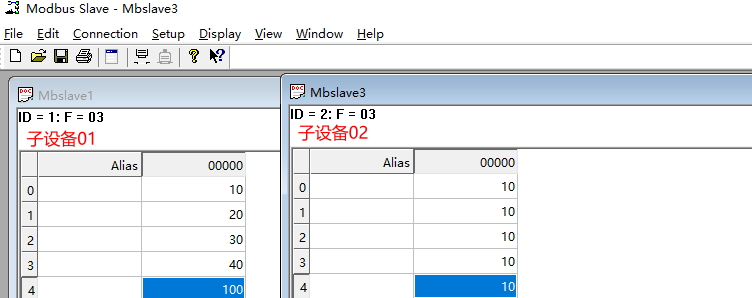 Modbus Slave - Mbslave3
File Edit Connection Setup Display View Window Help
Mbslave1
ID = 1: F = 03
子设备01
Alias 00000
0 10
1 20
2 30
3 40
4 100
Mbslave3
ID = 2: F = 03
子设备02
Alias 00000
0 10
1 10
2 10
3 10
4 10